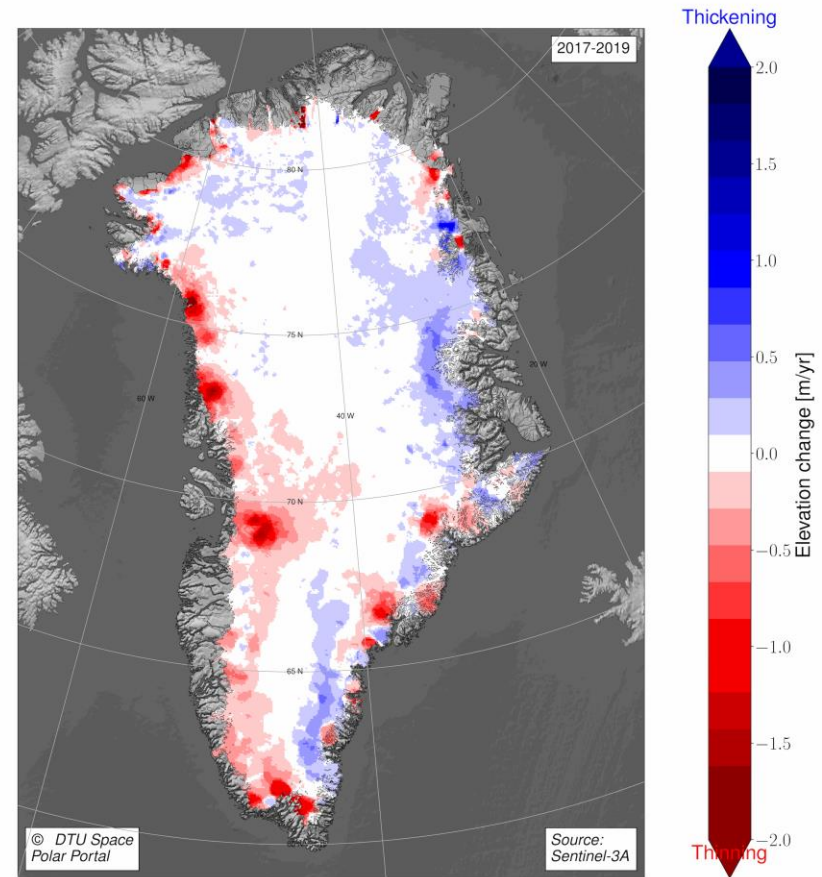 Thickening
2017-2019
2.0
1.5
1.0
0.5
0.0
−0.5
−1.0
−1.5
−2.0
Elevation change [m/yr]
Thinning
80 N
75 N
70 N
65 N
60 W
40 W
20 W
© DTU Space
Polar Portal
Source:
Sentinel-3A